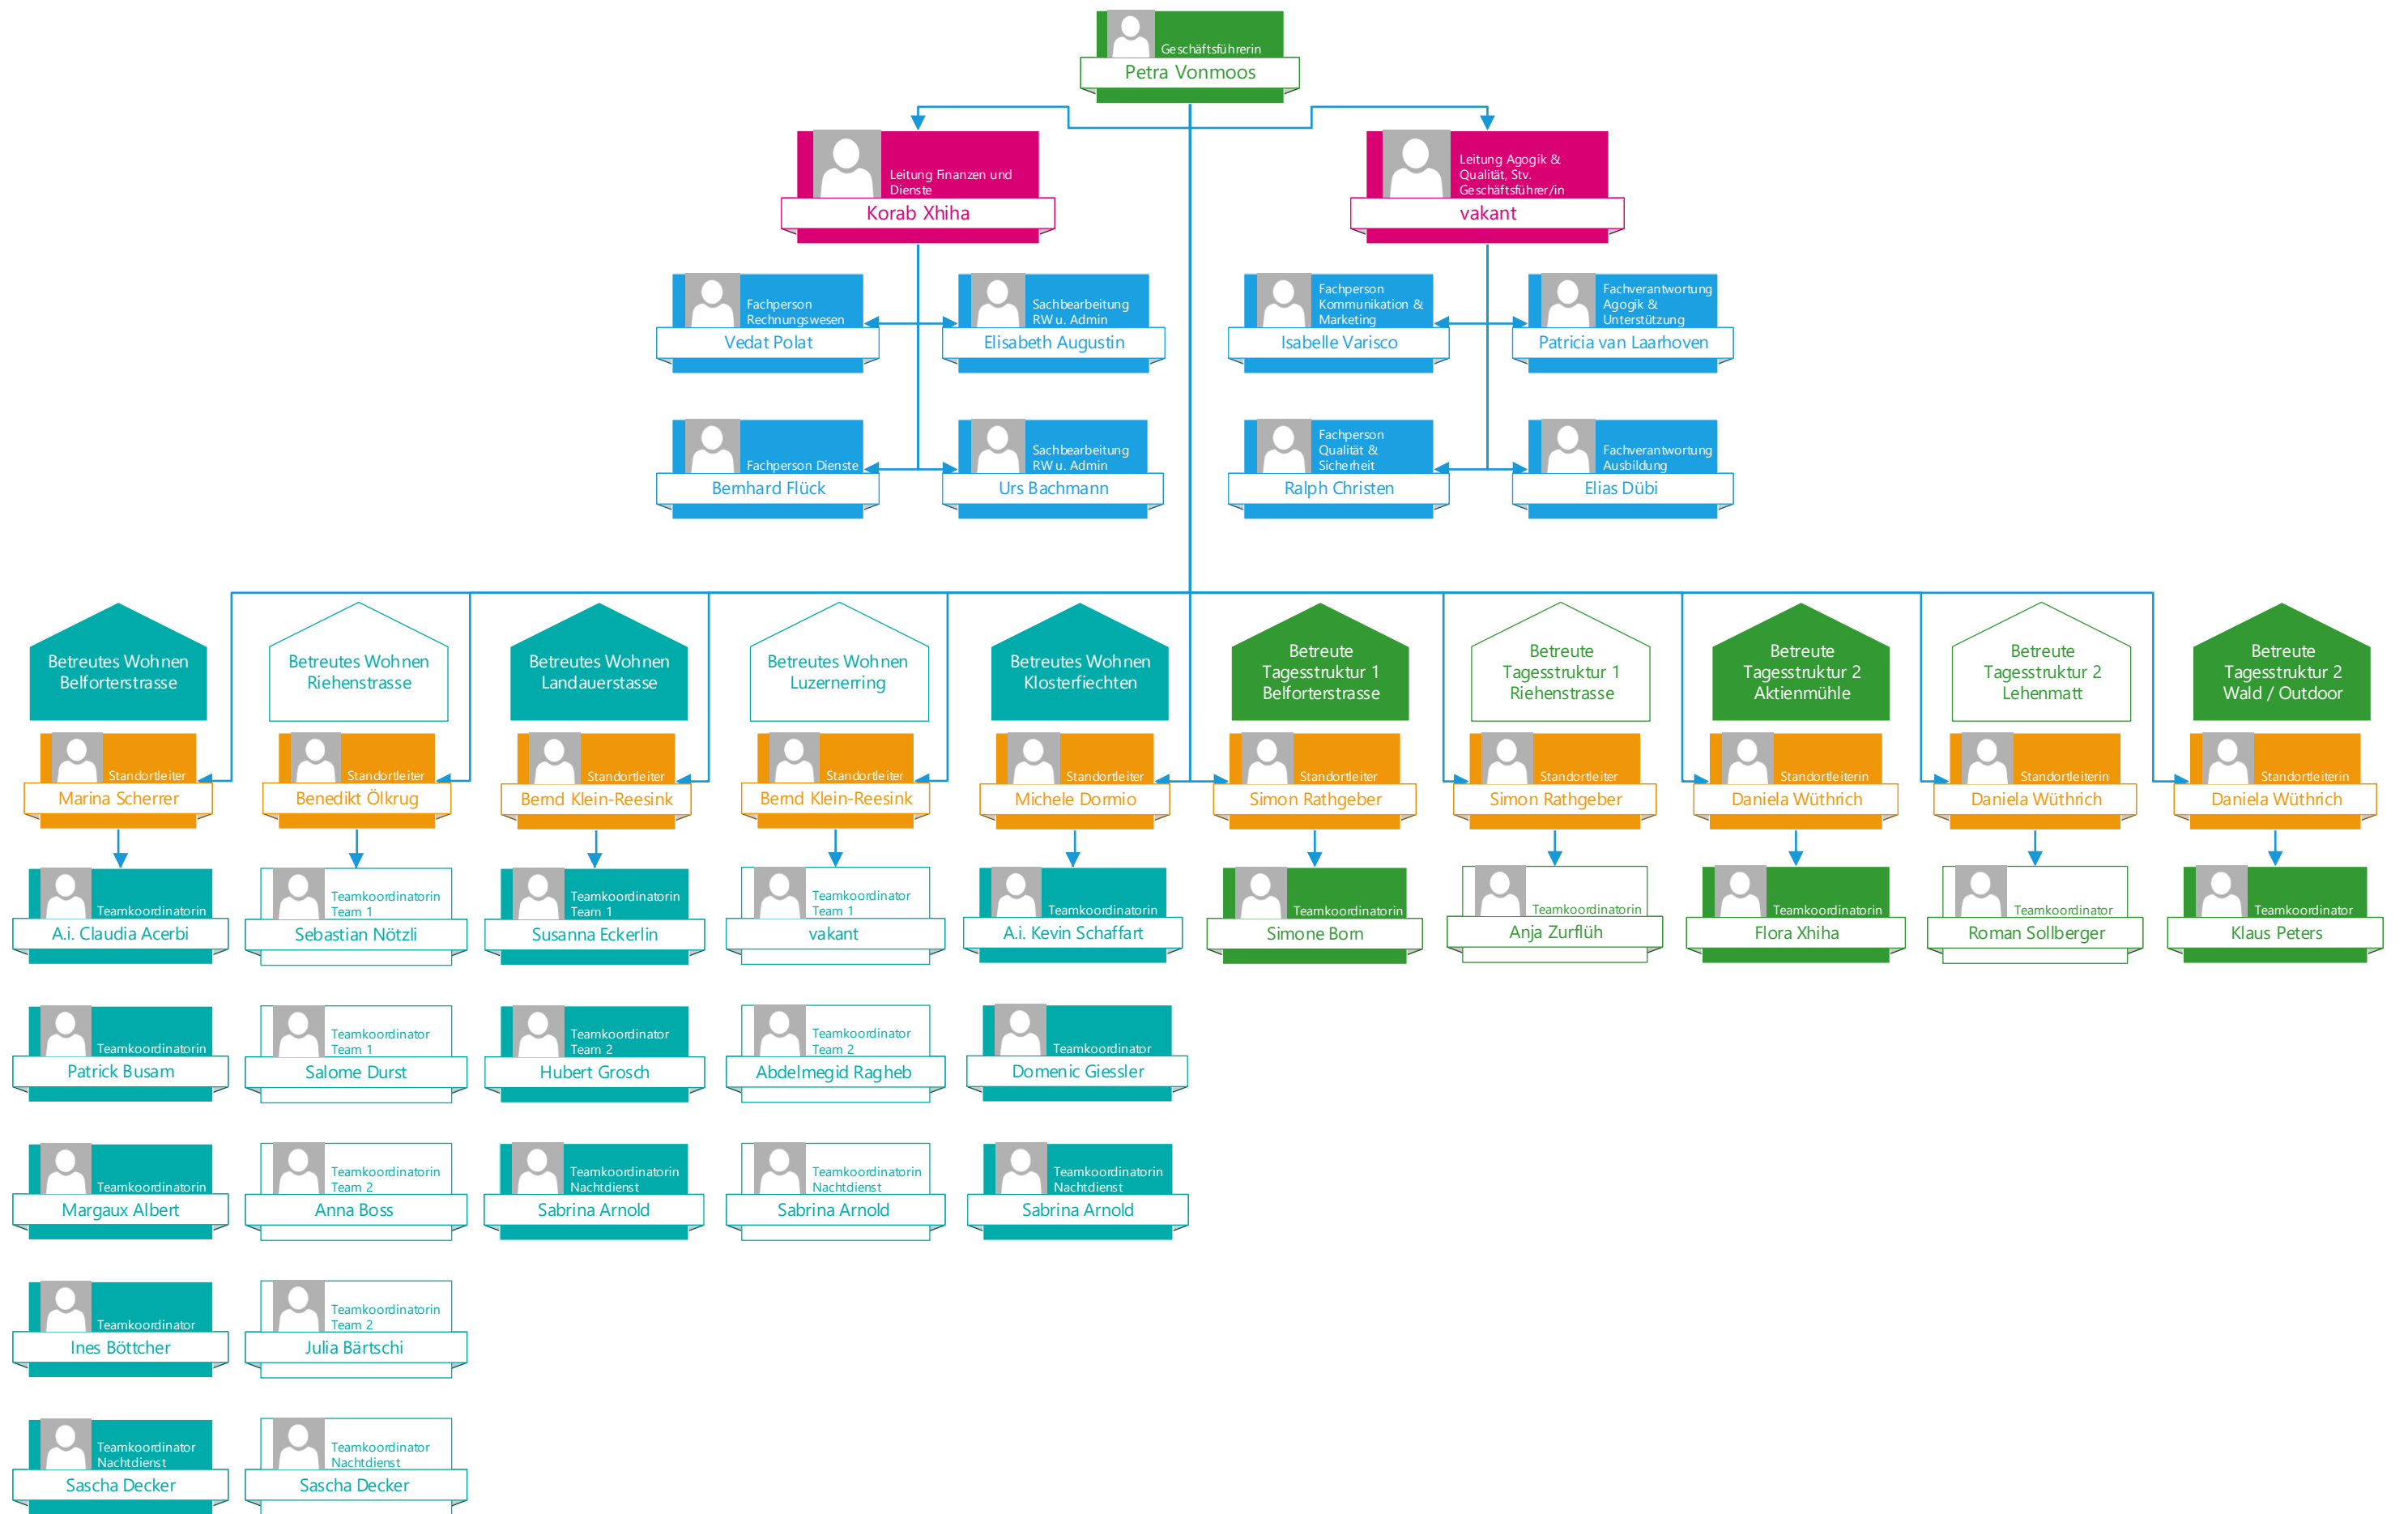 Geschäftsführerin
Petra Vonmoos
Leitung Finanzen und
Dienste
Korab Xhiha
Leitung Agogik &
Qualität, Stv.
Geschäftsführer/in
vakant
Fachperson
Rechnungswesen
Vedat Polat
Sachbearbeitung
RW u. Admin
Elisabeth Augustin
Fachperson
Kommunikation &
Marketing
Isabelle Varisco
Fachverantwortung
Agogik &
Unterstützung
Patricia van Laarhoven
Fachperson Dienste
Bernhard Flück
Sachbearbeitung
RW u. Admin
Urs Bachmann
Fachperson
Qualität &
Sicherheit
Ralph Christen
Fachverantwortung
Ausbildung
Elias Dübi
Betreutes Wohnen
Belforterstrasse
Betreutes Wohnen
Riehenstrasse
Betreutes Wohnen
Landauerstasse
Betreutes Wohnen
Luzernerring
Betreutes Wohnen
Klosterfiechten
Betreute
Tagesstruktur 1
Belforterstrasse
Betreute
Tagesstruktur 1
Riehenstrasse
Betreute
Tagesstruktur 2
Aktienmühle
Betreute
Tagesstruktur 2
Lehenmatt
Betreute
Tagesstruktur 2
Wald / Outdoor
Standortleiter
Marina Scherrer
Standortleiter
Benedikt Ölkrug
Standortleiter
Bernd Klein-Reesink
Standortleiter
Bernd Klein-Reesink
Standortleiter
Michele Dormio
Standortleiter
Simon Rathgeber
Standortleiter
Simon Rathgeber
Standortleiterin
Daniela Wüthrich
Standortleiterin
Daniela Wüthrich
Standortleiterin
Daniela Wüthrich
Teamkoordinatorin
A.i. Claudia Acerbi
Teamkoordinatorin
Team 1
Sebastian Nötzli
Teamkoordinatorin
Team 1
Susanna Eckerlin
Teamkoordinator
Team 1
vakant
Teamkoordinatorin
A.i. Kevin Schaffart
Teamkoordinatorin
Simone Born
Teamkoordinatorin
Anja Zurflüh
Teamkoordinatorin
Flora Xhiha
Teamkoordinator
Roman Sollberger
Teamkoordinator
Klaus Peters
Teamkoordinatorin
Patrick Busam
Teamkoordinator
Team 1
Salome Durst
Teamkoordinator
Team 2
Hubert Grosch
Teamkoordinator
Team 2
Abdelmegid Ragheb
Teamkoordinator
Domenic Giessler
Teamkoordinatorin
Margaux Albert
Teamkoordinatorin
Team 2
Anna Boss
Teamkoordinatorin
Nachtdienst
Sabrina Arnold
Teamkoordinatorin
Nachtdienst
Sabrina Arnold
Teamkoordinatorin
Nachtdienst
Sabrina Arnold
Teamkoordinator
Ines Böttcher
Teamkoordinatorin
Team 2
Julia Bärtschi
Teamkoordinator
Nachtdienst
Sascha Decker
Teamkoordinator
Nachtdienst
Sascha Decker